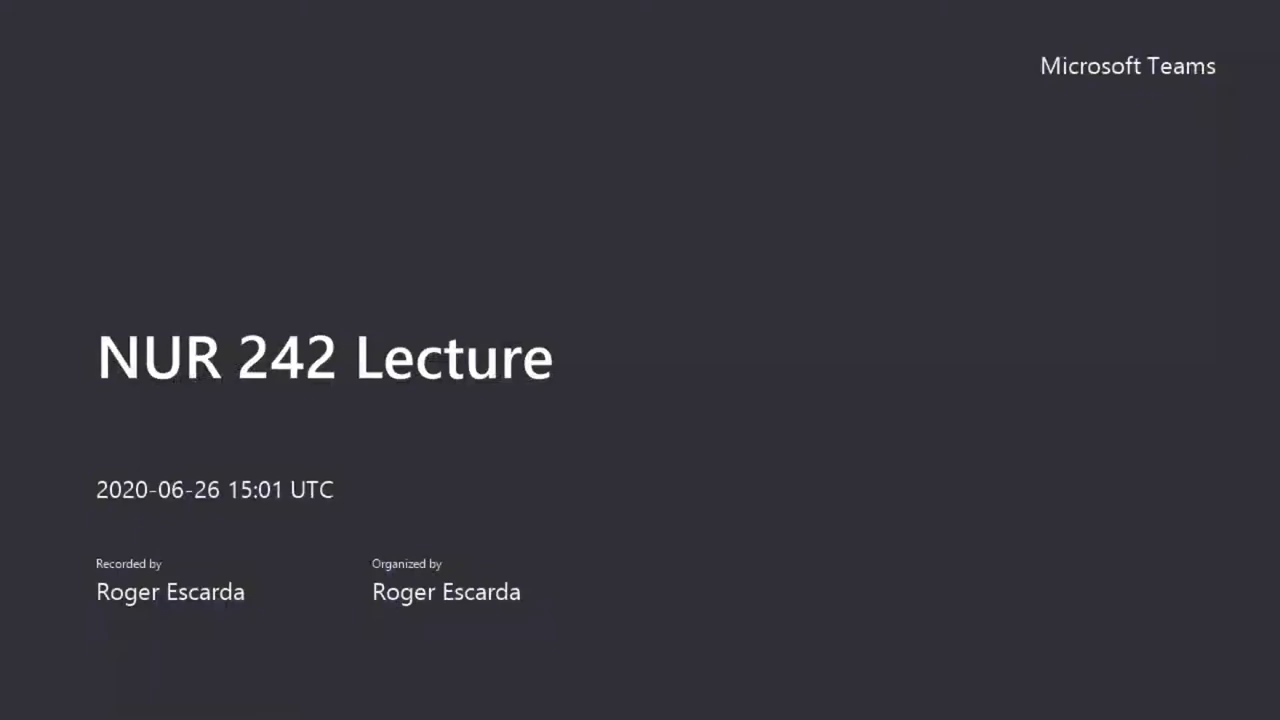 Microsoft Teams
NUR 242 Lecture
2020-06-26 15:01 UTC
Recorded by
Organized by
Roger Escarda
Roger Escarda